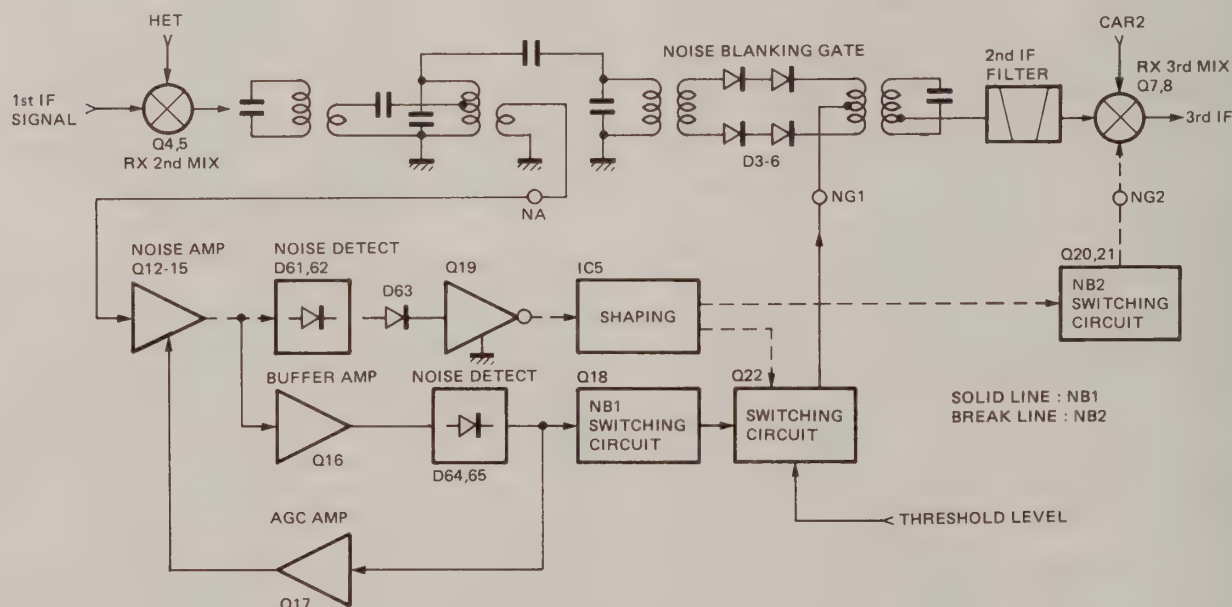 HET
CAR2
NOISE BLANKING GATE
2nd IF
FILTER
RX 3rd MIX
Q7,8
1st IF
SIGNAL
3rd IF
Q4,5
RX 2nd MIX
D3-6
NA
NG1
NG2
NOISE AMP
Q12-15
NOISE DETECT
D61,62
D63
Q19
IC5
SHAPING
Q20,21
NB2
SWITCHING
CIRCUIT
BUFFER AMP
Q16
NOISE DETECT
D64,65
Q18
NB1
SWITCHING
CIRCUIT
Q22
SWITCHING
CIRCUIT
SOLID LINE : NB1
BREAK LINE : NB2
AGC AMP
Q17
THRESHOLD LEVEL